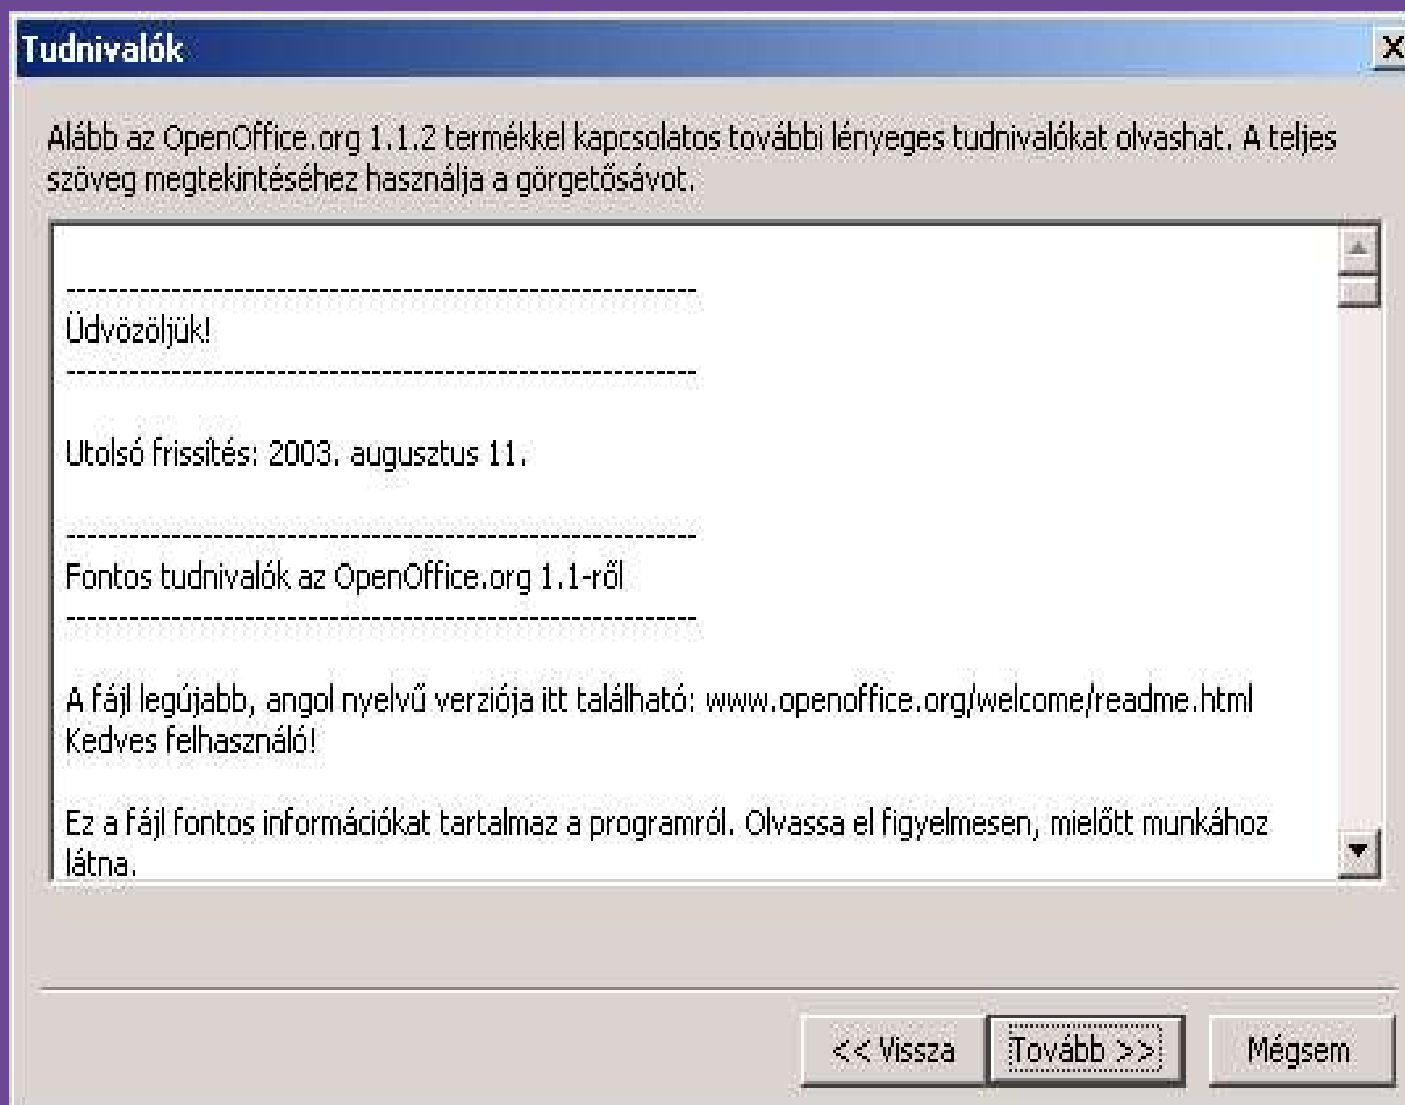 Tudnivalók
Alább az OpenOffice.org 1.1.2 termékkel kapcsolatos további lényeges tudnivalókat olvashat. A teljes
szöveg megtekintéséhez használja a görgetősávot.
------------------------------------------------------------
Üdvözöljük!
------------------------------------------------------------
Utolsó frissítés: 2003. augusztus 11.
------------------------------------------------------------
Fontos tudnivalók az OpenOffice.org 1.1-ről
------------------------------------------------------------
A fájl legújabb, angol nyelvű verziója itt található: www.openoffice.org/welcome/readme.html
Kedves felhasználó!
Ez a fájl fontos információkat tartalmaz a programról. Olvassa el figyelmesen, mielőtt munkához
látna.
<< Vissza
Tovább >>
Mégsem